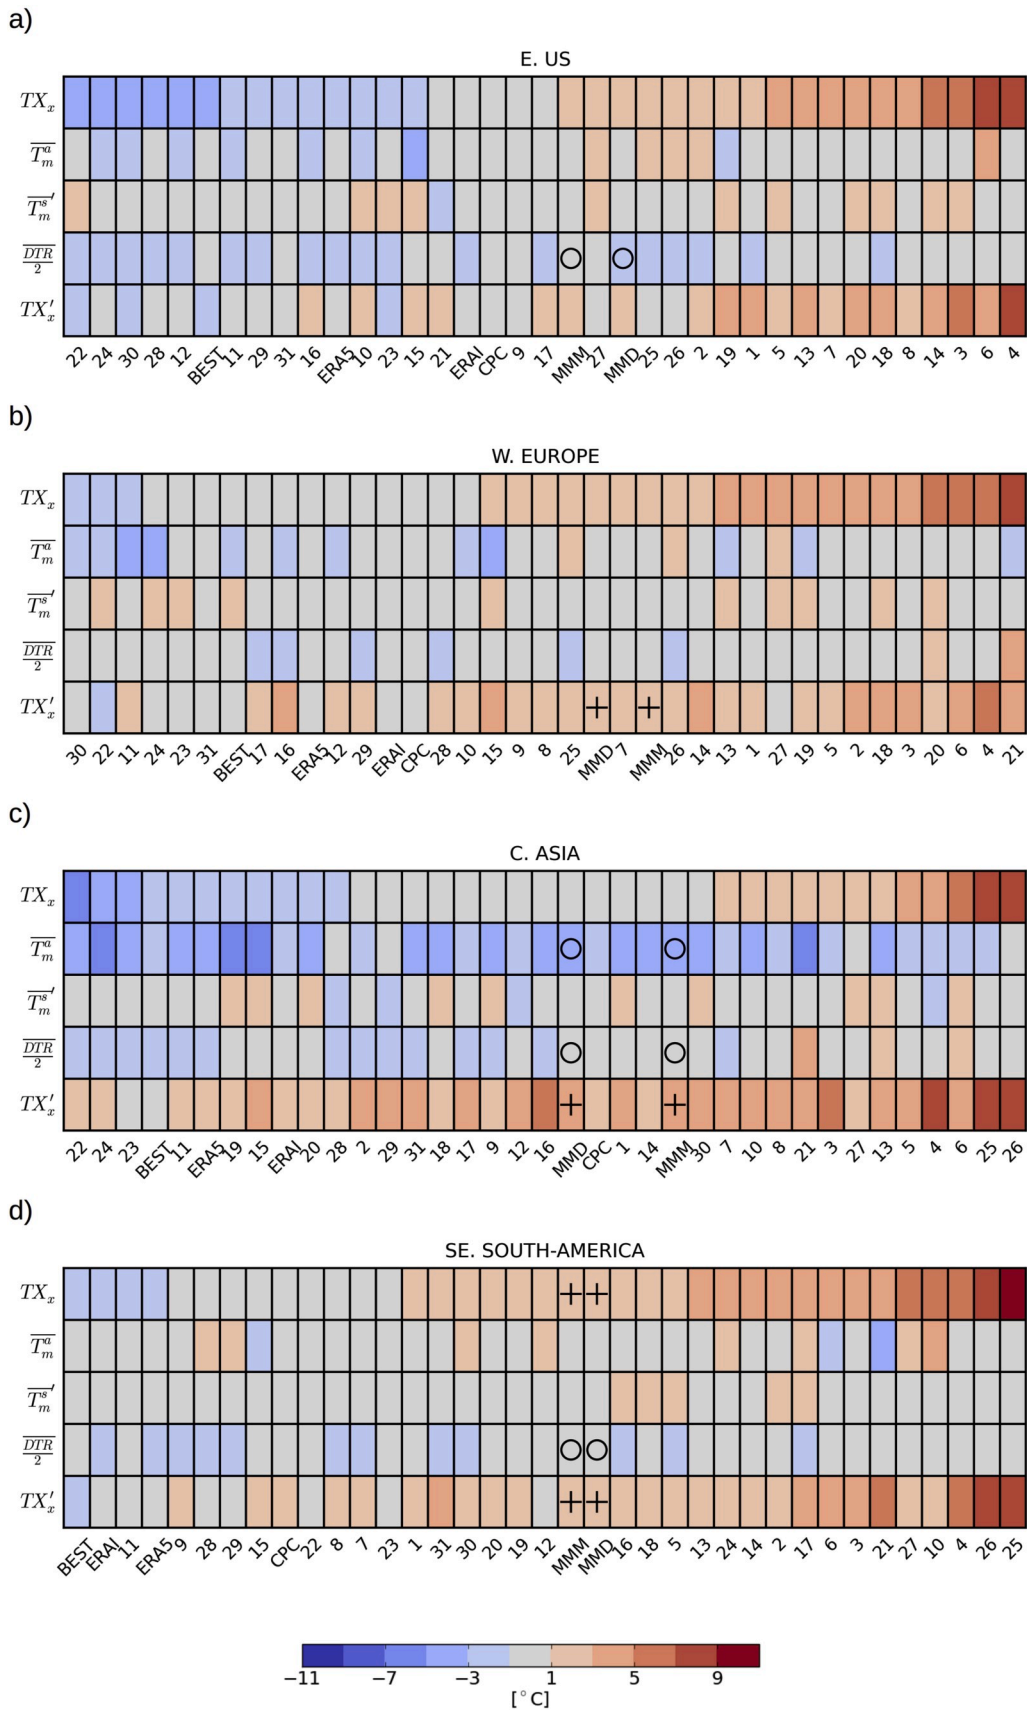 a)
E. US
TXₓ
T̅ᵃₘ
T̅ˢₘ′
DTR/2
TX′ₓ
22 24 30 28 12 BEST 11 29 31 16 ERA5 10 23 15 21 ERAI CPC 9 17 MMM 27 MMD 25 26 2 19 1 5 13 7 20 18 8 14 3 6 4
b)
W. EUROPE
TXₓ
T̅ᵃₘ
T̅ˢₘ′
DTR/2
TX′ₓ
30 22 11 24 23 31 BEST 17 16 ERA5 12 29 ERAI CPC 28 10 15 9 8 25 MMD 7 MMM 26 14 13 1 27 19 5 2 18 3 20 6 4 21
c)
C. ASIA
TXₓ
T̅ᵃₘ
T̅ˢₘ′
DTR/2
TX′ₓ
22 24 23 BEST 11 ERA5 19 15 ERAI 20 28 2 29 31 18 17 9 12 16 MMD CPC 1 14 MMM 30 7 10 8 21 3 27 13 5 4 6 25 26
d)
SE. SOUTH-AMERICA
TXₓ
T̅ᵃₘ
T̅ˢₘ′
DTR/2
TX′ₓ
BEST ERAI 11 ERA5 9 28 29 15 CPC 22 8 7 23 1 31 30 20 19 12 MMM MMD 16 18 5 13 24 14 2 17 6 3 21 27 10 4 26 25
−11 −7 −3 1 5 9
[°C]